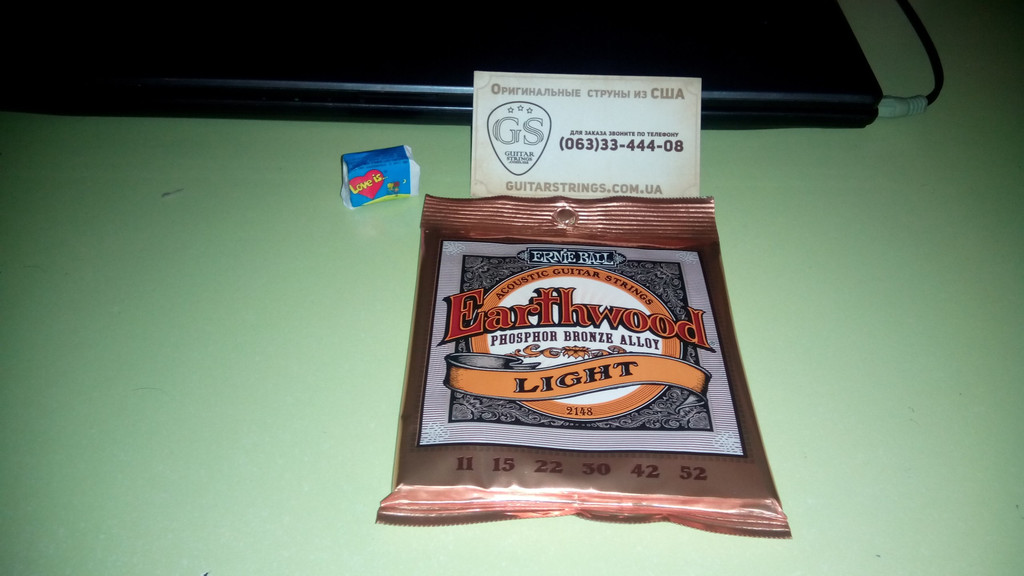 Оригинальные струны из США
GS
GUITAR
STRINGS
для заказа звоните по телефону
(063)33-444-08
GUITARSTRINGS.COM.UA
Love is..
ERNIE BALL
ACOUSTIC GUITAR STRINGS
Earthwood
PHOSPHOR BRONZE ALLOY
LIGHT
2148
11 15 22 30 42 52